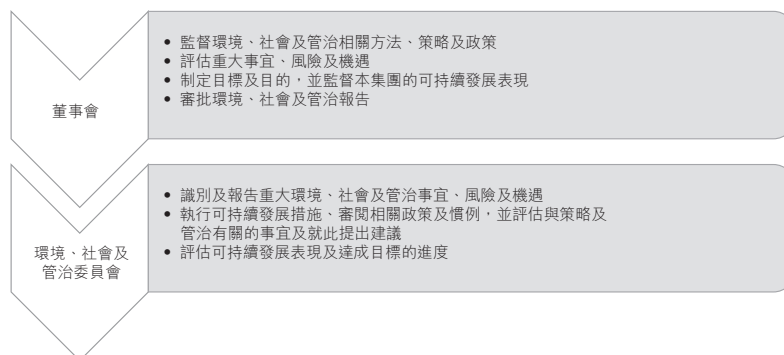 董事會
• 監督環境、社會及管治相關方法、策略及政策
• 評估重大事宜、風險及機遇
• 制定目標及目的，並監督本集團的可持續發展表現
• 審批環境、社會及管治報告
環境、社會及
管治委員會
• 識別及報告重大環境、社會及管治事宜、風險及機遇
• 執行可持續發展措施、審閱相關政策及慣例，並評估與策略及
管治有關的事宜及就此提出建議
• 評估可持續發展表現及達成目標的進度